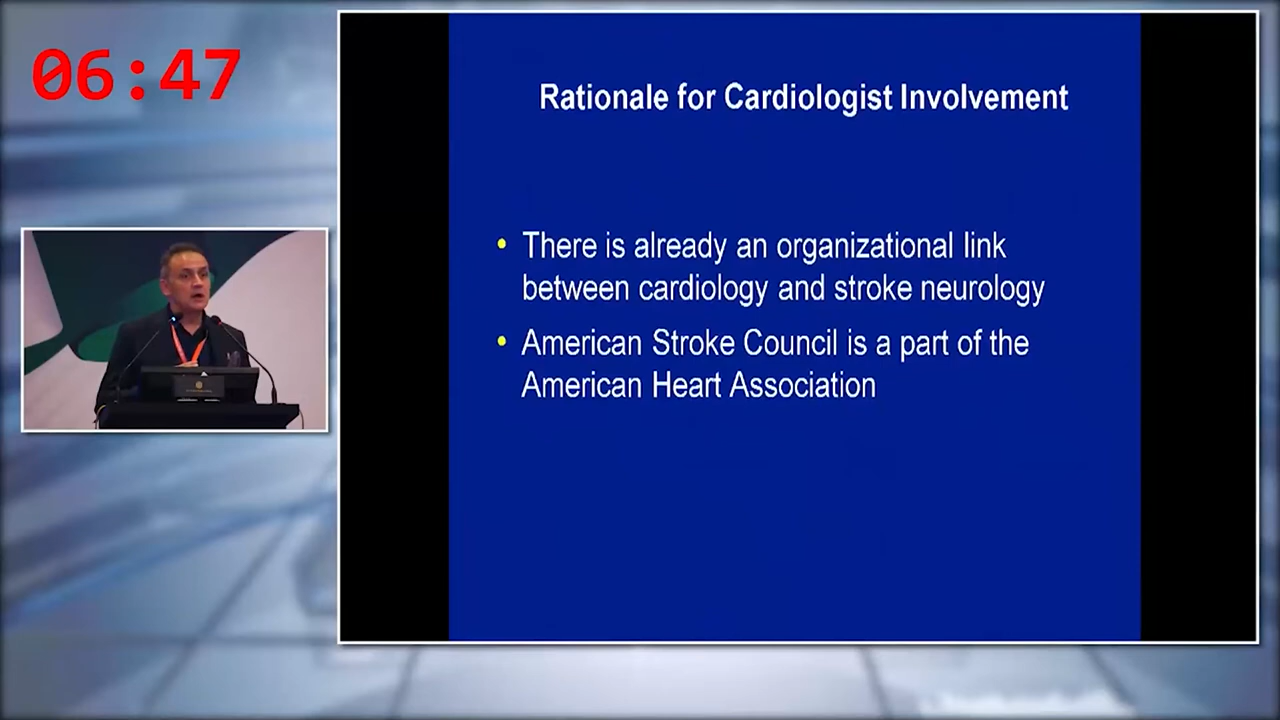 06:47
Rationale for Cardiologist Involvement
• There is already an organizational link
between cardiology and stroke neurology
• American Stroke Council is a part of the
American Heart Association